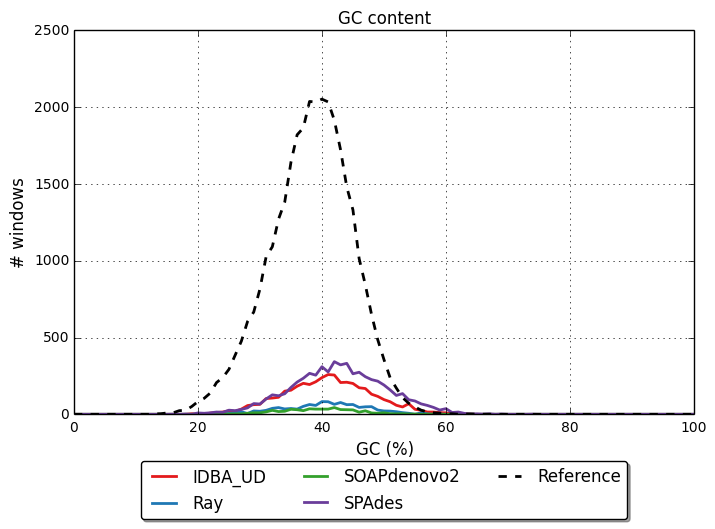 GC content
2500
2000
1500
1000
500
0
# windows
0 20 40 60 80 100
GC (%)
IDBA_UD SOAPdenovo2 Reference
Ray SPAdes